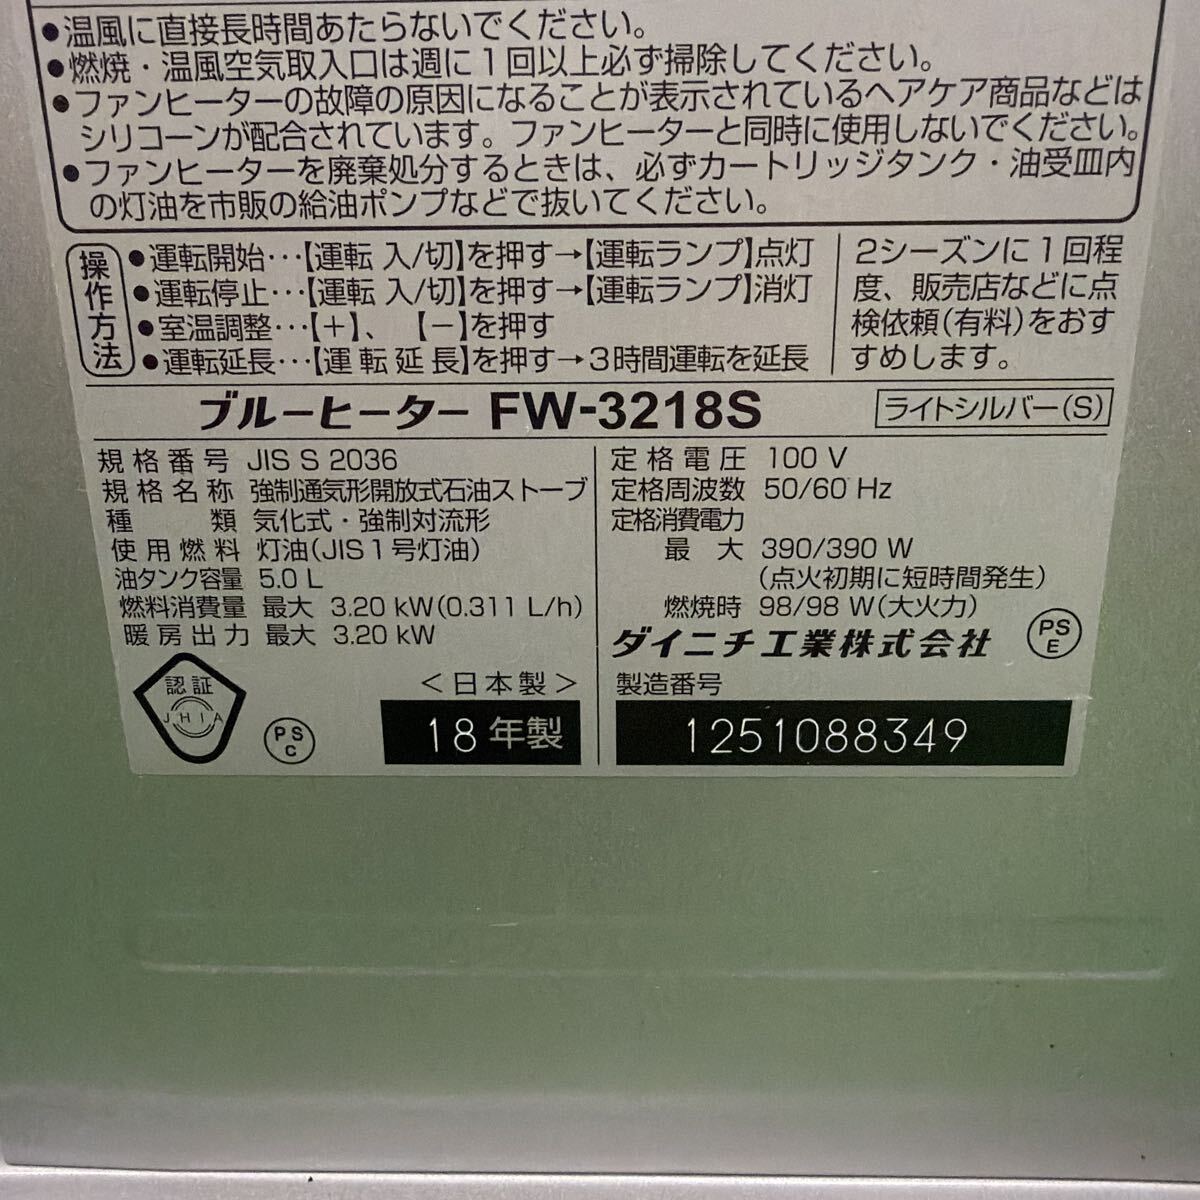 ●温風に直接長時間あたらないでください。
●燃焼・温風空気取入口は週に1回以上必ず掃除してください。
●ファンヒーターの故障の原因になることが表示されているヘアケア商品などは
シリコーンが配合されています。ファンヒーターと同時に使用しないでください。
●ファンヒーターを廃棄処分するときは、必ずカートリッジタンク・油受皿内
の灯油を市販の給油ポンプなどで抜いてください。
操作方法
●運転開始･･･【運転 入/切】を押す→【運転ランプ】点灯
●運転停止･･･【運転 入/切】を押す→【運転ランプ】消灯
●室温調整･･･【＋】、【－】を押す
●運転延長･･･【運 転 延 長】を押す→3時間運転を延長
2シーズンに1回程
度、販売店などに点
検依頼(有料)をおす
すめします。
ブルーヒーター FW-3218S
ライトシルバー(S)
規格番号 JIS S 2036
規格名称 強制通気形開放式石油ストーブ
種類 気化式・強制対流形
使用燃料 灯油(JIS1号灯油)
油タンク容量 5.0 L
燃料消費量 最大 3.20 kW(0.311 L/h)
暖房出力 最大 3.20 kW
定格電圧 100 V
定格周波数 50/60 Hz
定格消費電力
最大 390/390 W
(点火初期に短時間発生)
燃焼時 98/98 W(大火力)
ダイニチ工業株式会社
PS
E
認証
JHIA
PS
C
＜日本製＞
18年製
製造番号
1251088349